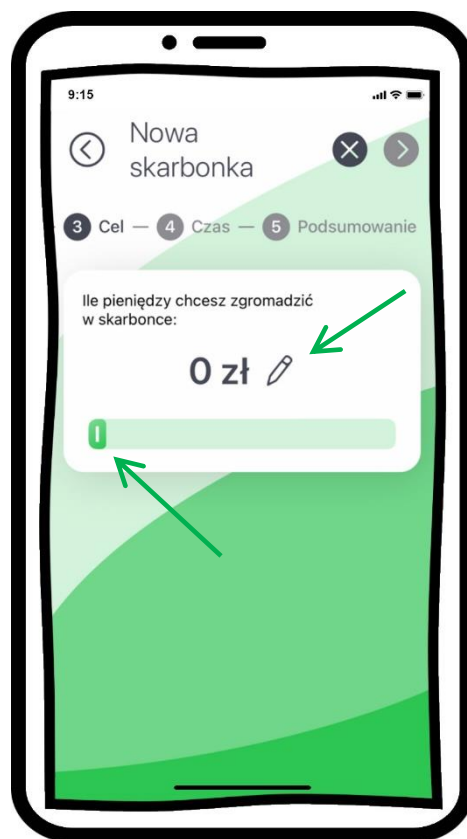 9:15
Nowa
skarbonka
3 Cel — 4 Czas — 5 Podsumowanie
Ile pieniędzy chcesz zgromadzić
w skarbonce:
0 zł